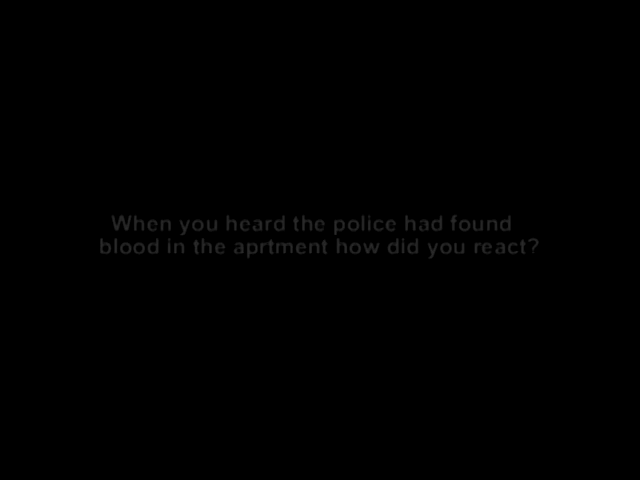 When you heard the police had found
blood in the aprtment how did you react?